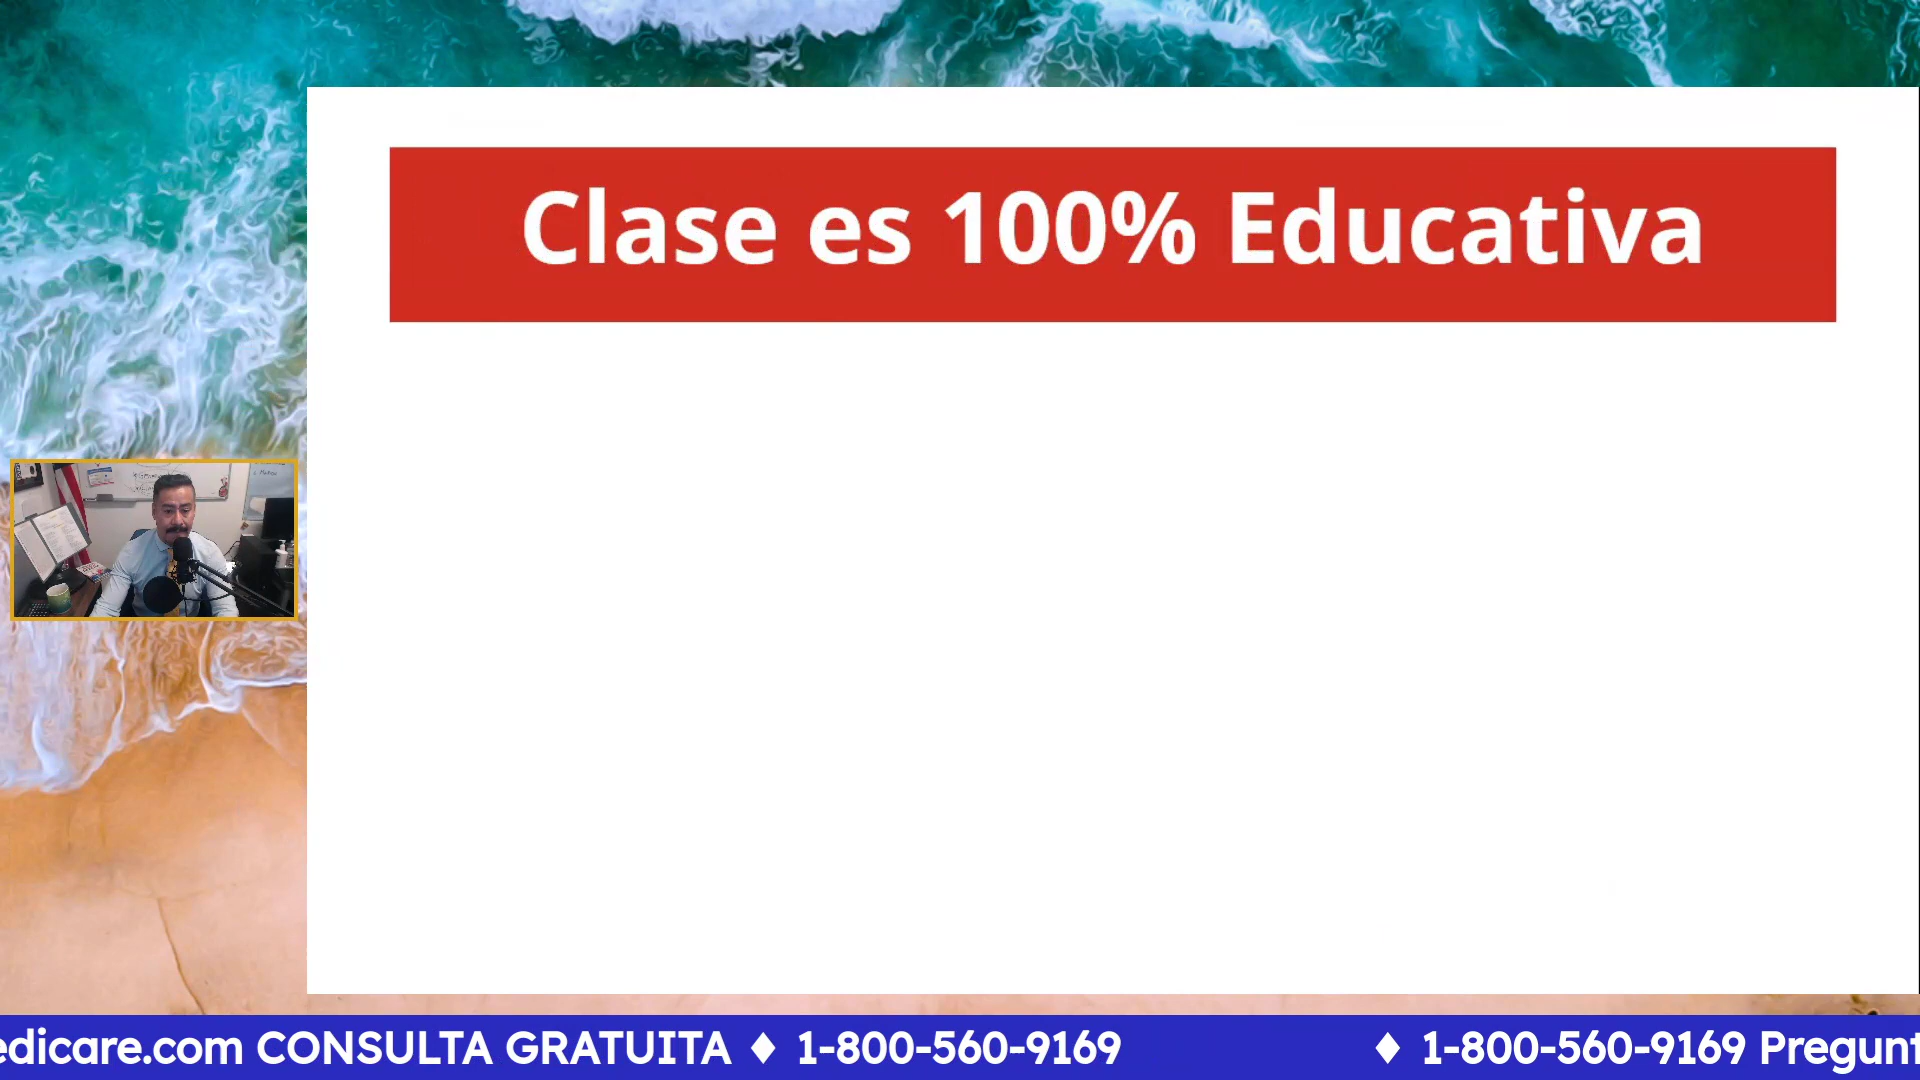 Clase es 100% Educativa
edicare.com CONSULTA GRATUITA ♦ 1-800-560-9169 ♦ 1-800-560-9169 Pregunt